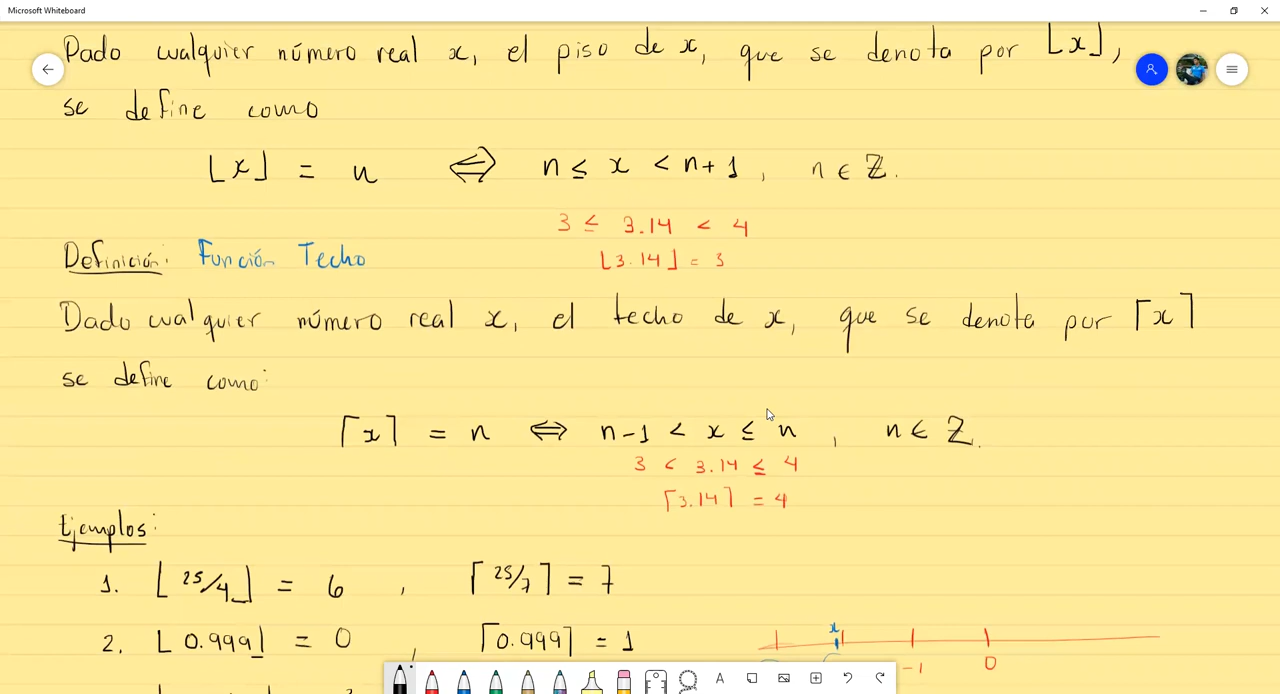 Microsoft Whiteboard
Dado cualquier número real x, el piso de x, que se denota por ⌊x⌋,
se define como
⌊x⌋ = n ⟺ n ≤ x < n+1, n ∈ ℤ.
3 ≤ 3.14 < 4
⌊3.14⌋ = 3
Definición: Función Techo
Dado cualquier número real x, el techo de x, que se denota por ⌈x⌉
se define como:
⌈x⌉ = n ⟺ n-1 < x ≤ n, n ∈ ℤ.
3 < 3.14 ≤ 4
⌈3.14⌉ = 4
Ejemplos:
1. ⌊25/4⌋ = 6, ⌈25/7⌉ = 7
2. ⌊0.999⌋ = 0, ⌈0.999⌉ = 1
x
-1 0
A